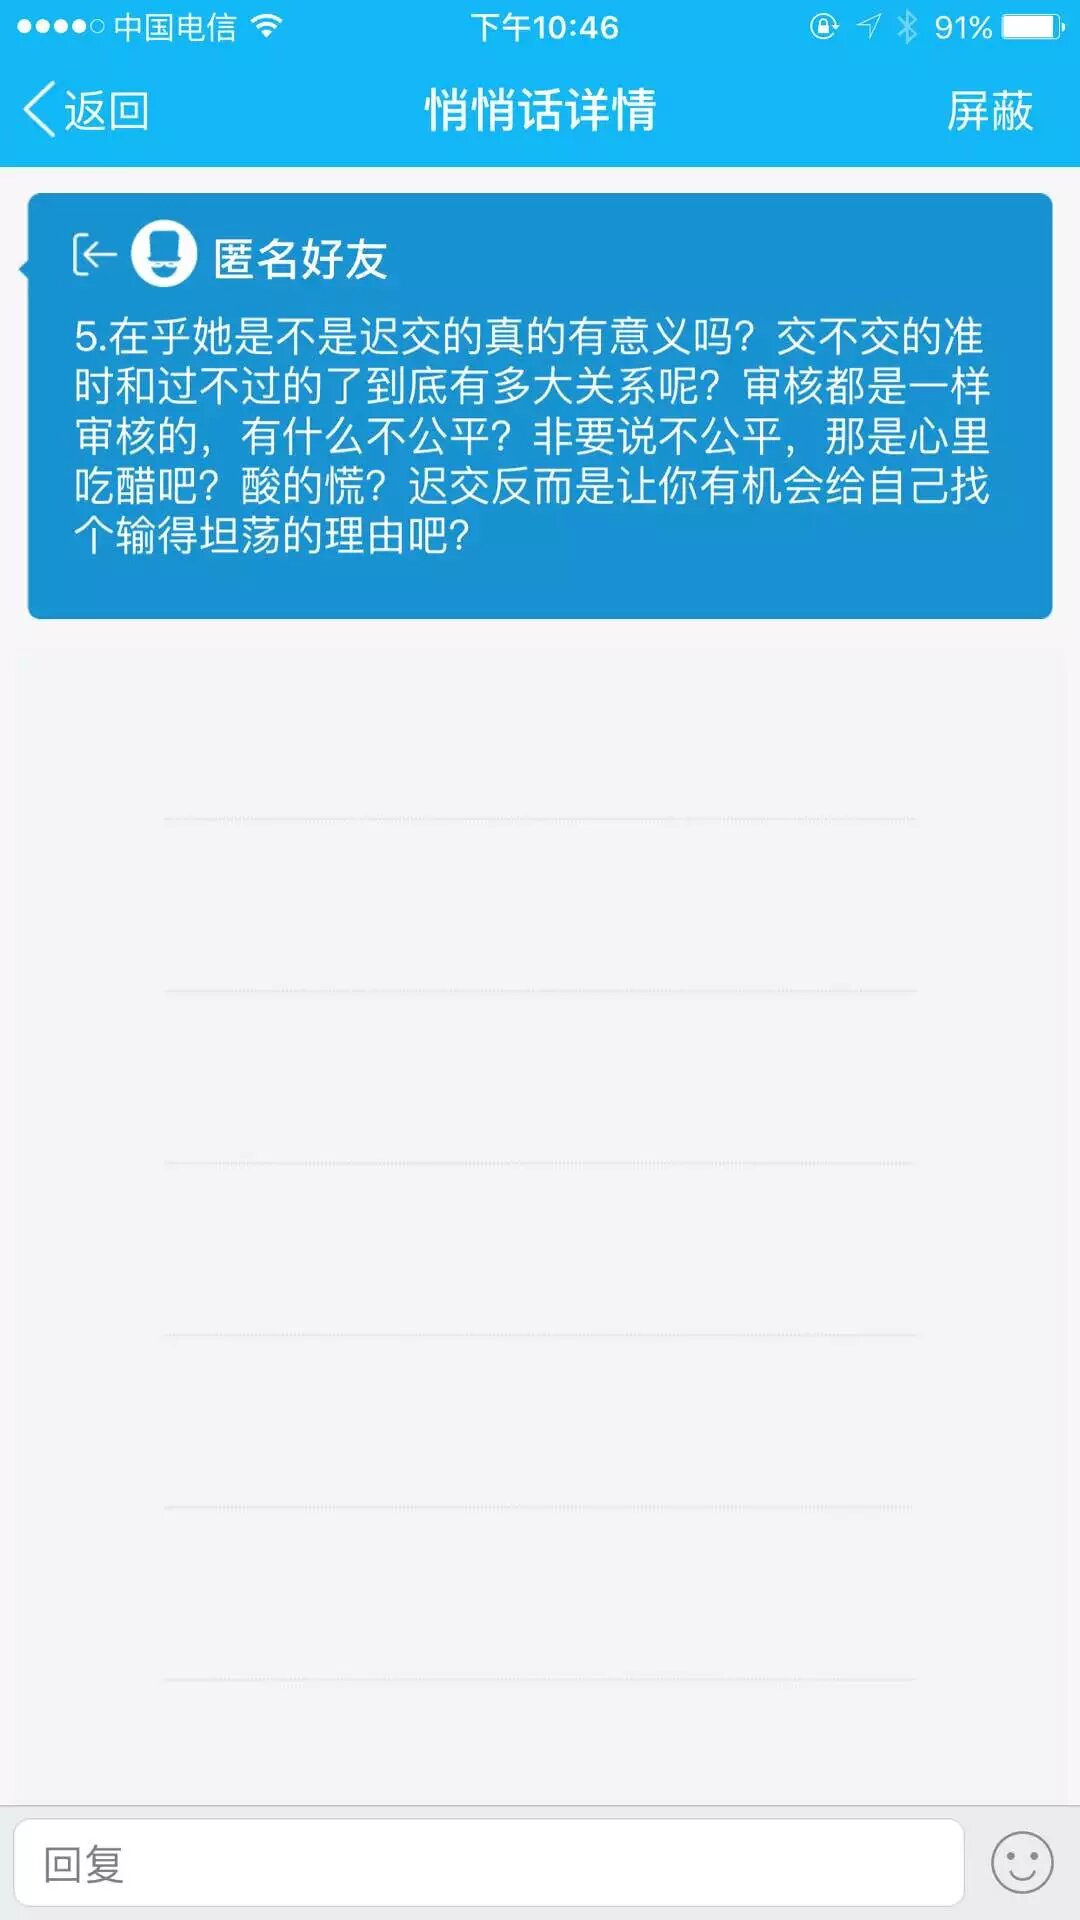 中国电信 下午10:46 91%
返回 悄悄话详情 屏蔽
匿名好友
5.在乎她是不是迟交的真的有意义吗？交不交的准
时和过不过的了到底有多大关系呢？审核都是一样
审核的，有什么不公平？非要说不公平，那是心里
吃醋吧？酸的慌？迟交反而是让你有机会给自己找
个输得坦荡的理由吧？
回复